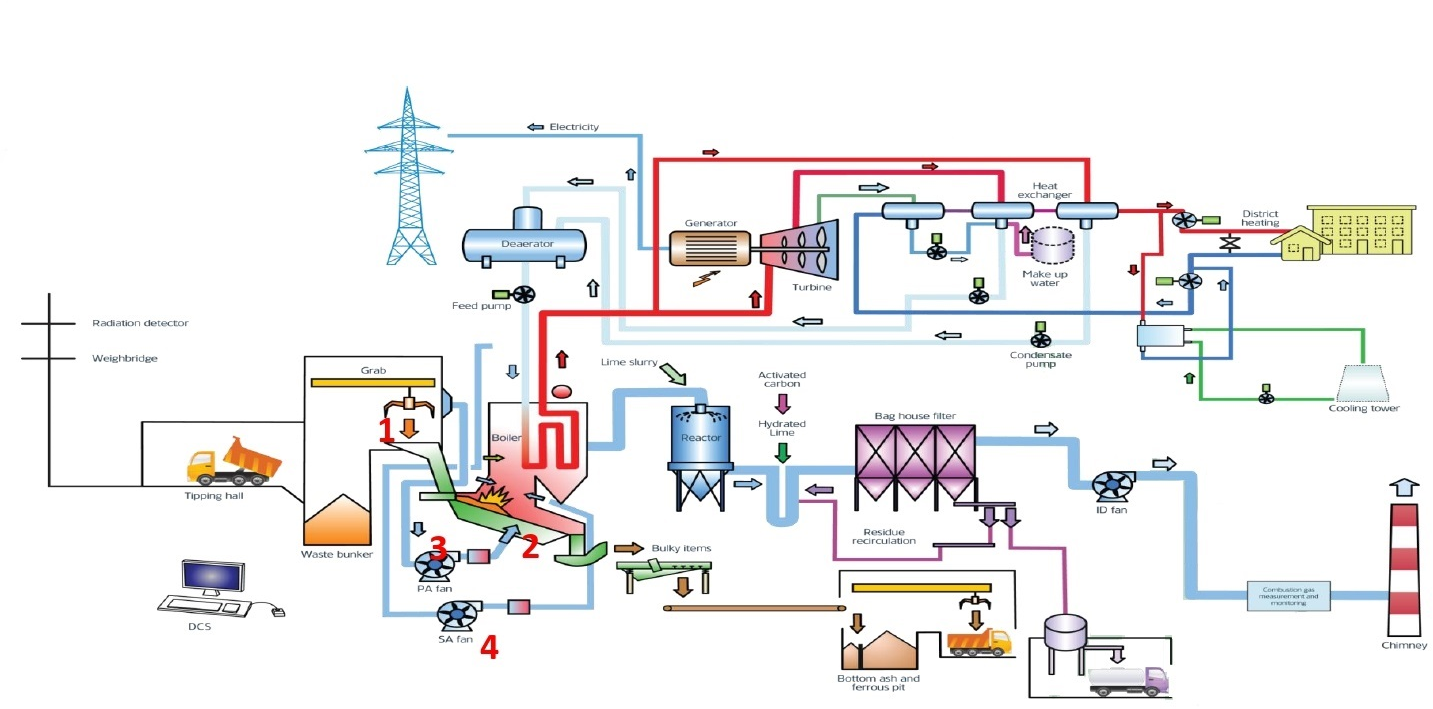 Electricity
Heat
exchanger
Generator
District
heating
Deaerator
Make up
water
Turbine
Feed pump
Radiation detector
Weighbridge
Condensate
pump
Lime slurry
Grab
Activated
carbon
Cooling tower
Bag house filter
Hydrated
Lime
1
Boiler
Reactor
Tipping hall
ID fan
Waste bunker
3
2
Residue
recirculation
Bulky items
PA fan
Combustion gas
measurement and
monitoring
DCS
SA fan
4
Chimney
Bottom ash and
ferrous pit